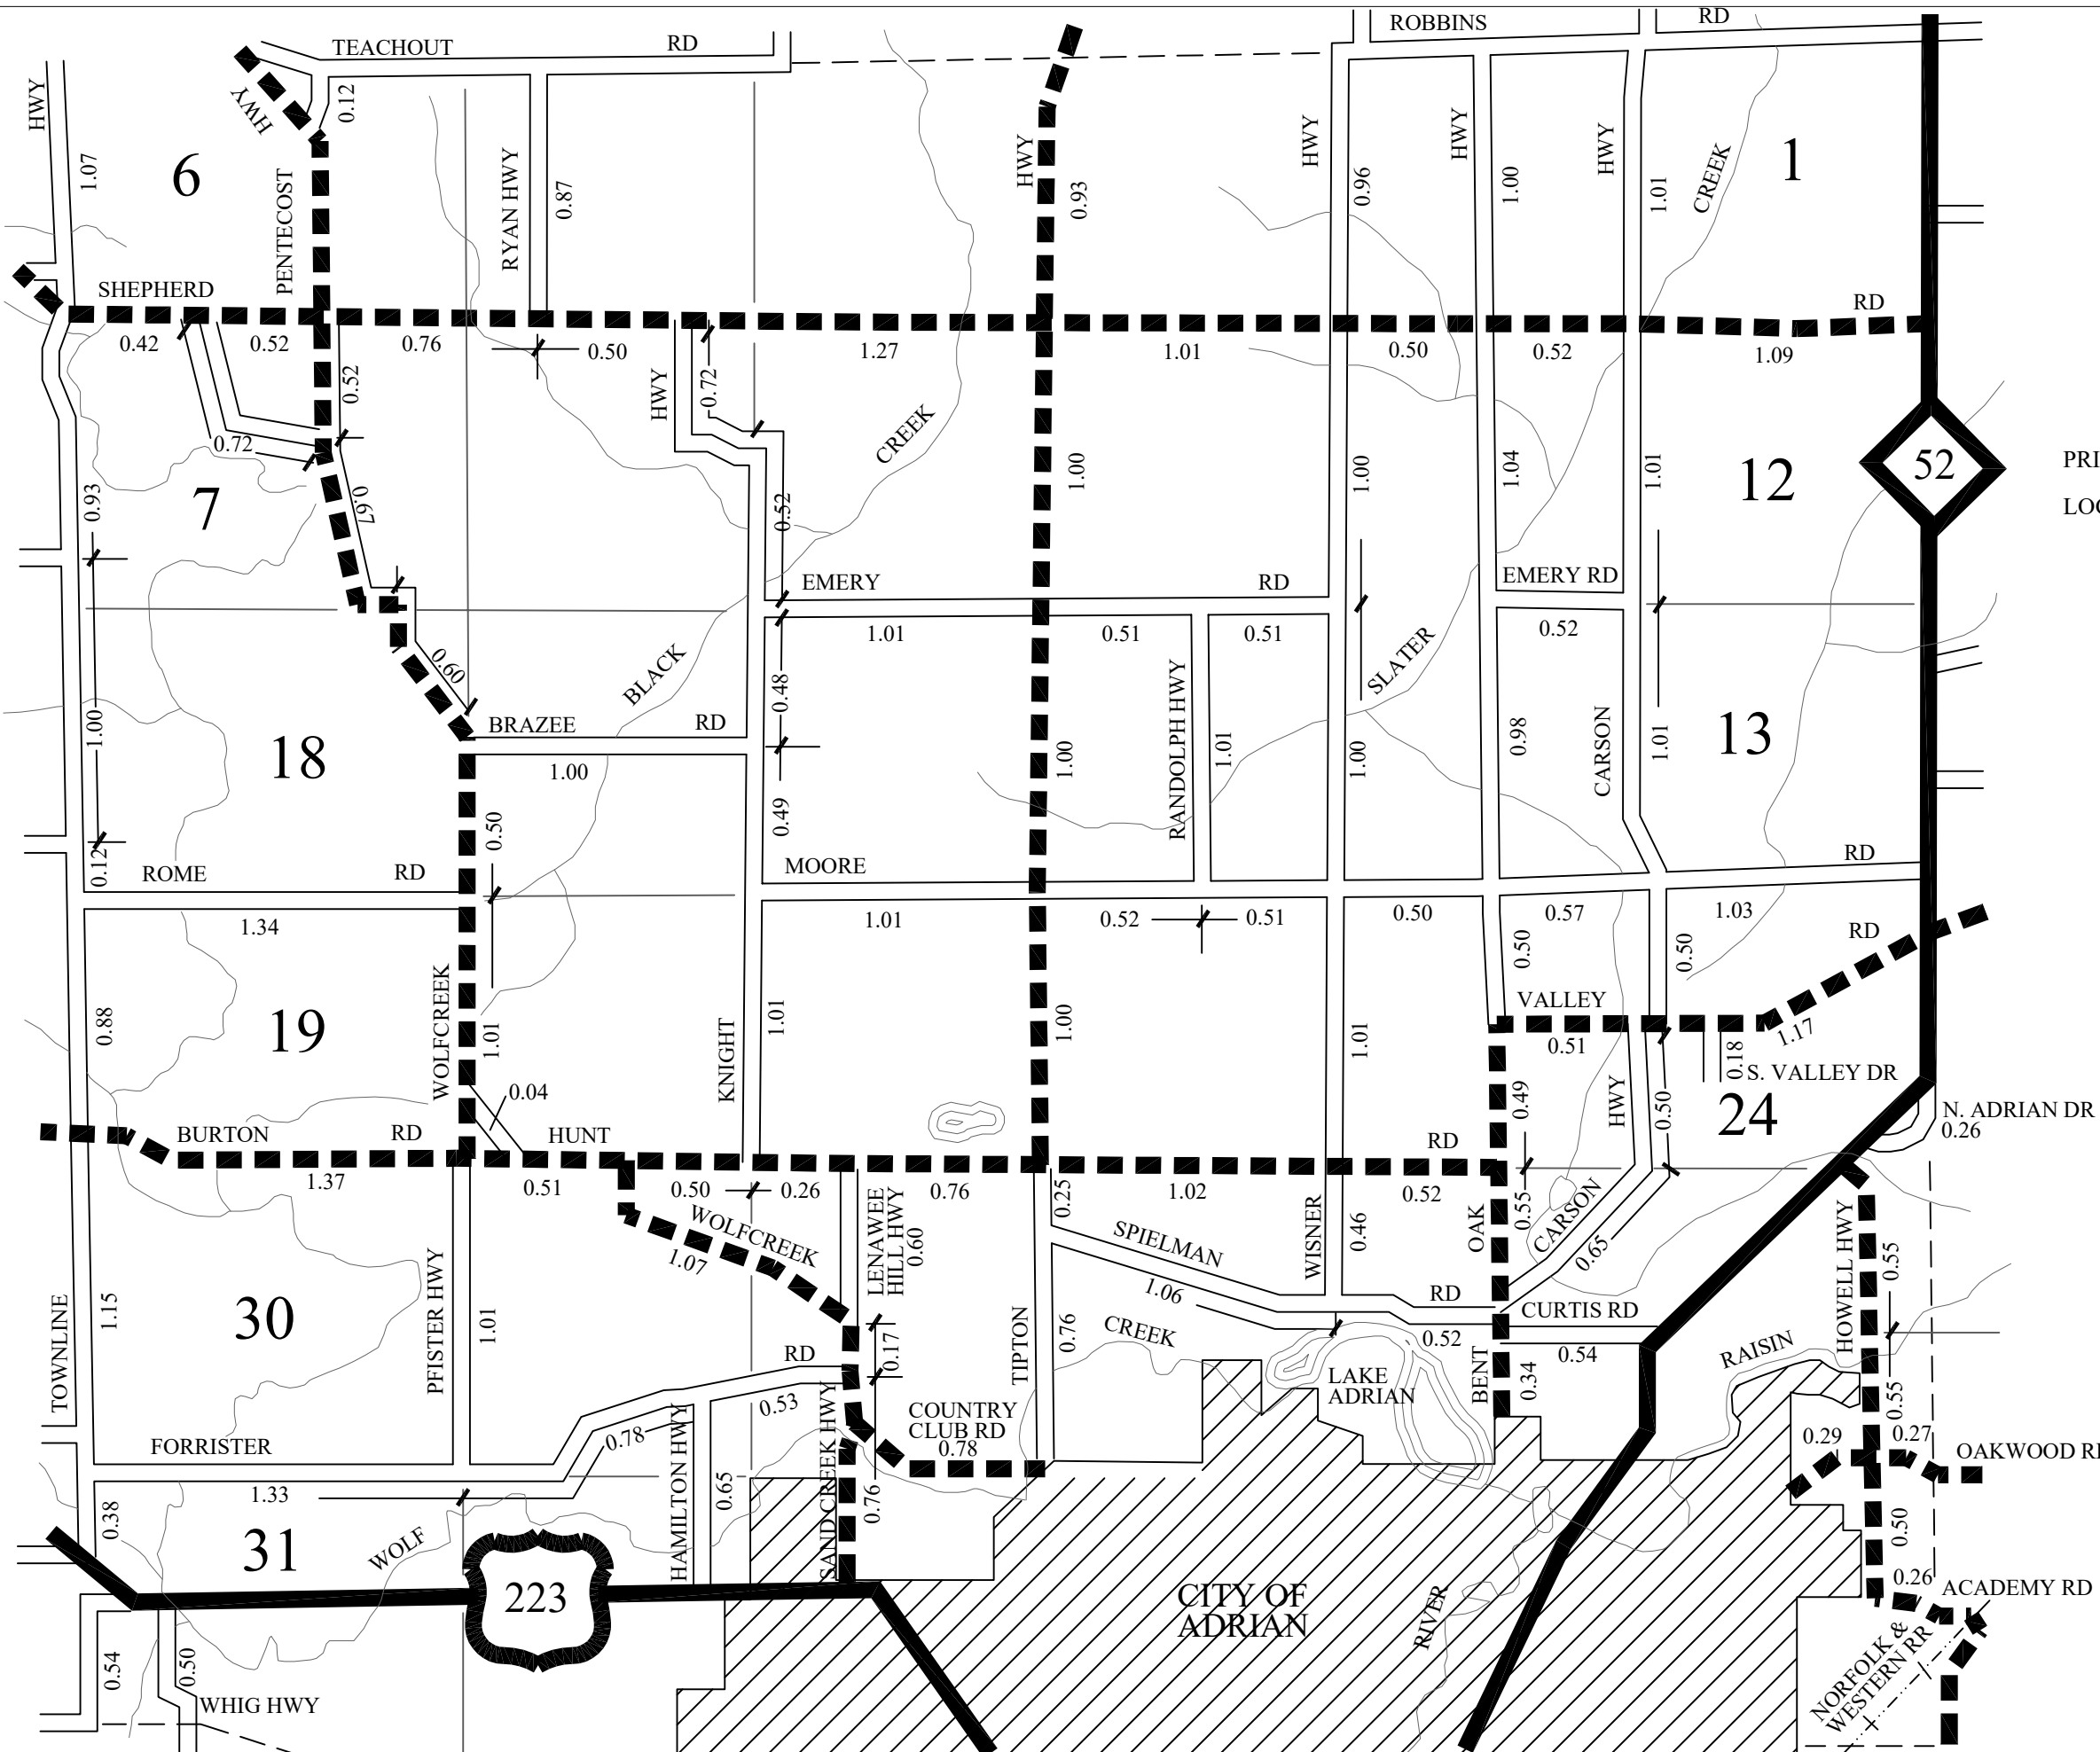 ROBBINS
RD
TEACHOUT
RD
HWY
HWY
0.12
1.07
6
PENTECOST
RYAN HWY
0.87
HWY
0.93
HWY
0.96
HWY
1.00
HWY
1.01
CREEK
1
SHEPHERD
RD
0.42
0.52
0.76
0.50
1.27
1.01
0.50
0.52
1.09
0.52
HWY
0.72
CREEK
0.72
1.00
1.00
1.04
1.01
12
52
PRI
LOC
0.93
7
0.67
0.52
EMERY
RD
EMERY RD
1.01
0.51
0.51
0.52
0.60
BLACK
0.48
RANDOLPH HWY
SLATER
1.00
18
BRAZEE
RD
1.00
1.00
1.01
1.00
0.98
CARSON
1.01
13
0.50
0.49
0.12
ROME
RD
MOORE
RD
1.34
1.01
0.52
0.51
0.50
0.57
1.03
RD
0.50
0.50
0.88
19
WOLFCREEK
1.01
KNIGHT
1.01
1.00
1.01
VALLEY
0.51
1.17
0.18
S. VALLEY DR
0.04
0.49
HWY
0.50
24
N. ADRIAN DR
0.26
BURTON
RD
HUNT
RD
1.37
0.51
0.50
0.26
0.76
1.02
0.52
WOLFCREEK
1.07
LENAWEE
HILL HWY
0.60
0.25
SPIELMAN
WISNER
0.46
OAK
0.55
CARSON
0.65
HOWELL HWY
0.55
TOWNLINE
1.15
30
PFISTER HWY
1.01
TIPTON
0.76
1.06
RD
CURTIS RD
CREEK
0.52
0.54
RAISIN
RD
0.17
LAKE
ADRIAN
BENT
0.34
0.55
0.53
COUNTRY
CLUB RD
0.78
FORRISTER
0.78
HAMILTON HWY
SAND CREEK HWY
0.29
0.27
OAKWOOD RD
1.33
0.38
0.65
0.76
0.50
31
WOLF
223
CITY OF
ADRIAN
RIVER
0.26
ACADEMY RD
0.54
0.50
WHIG HWY
NORFOLK &
WESTERN RR